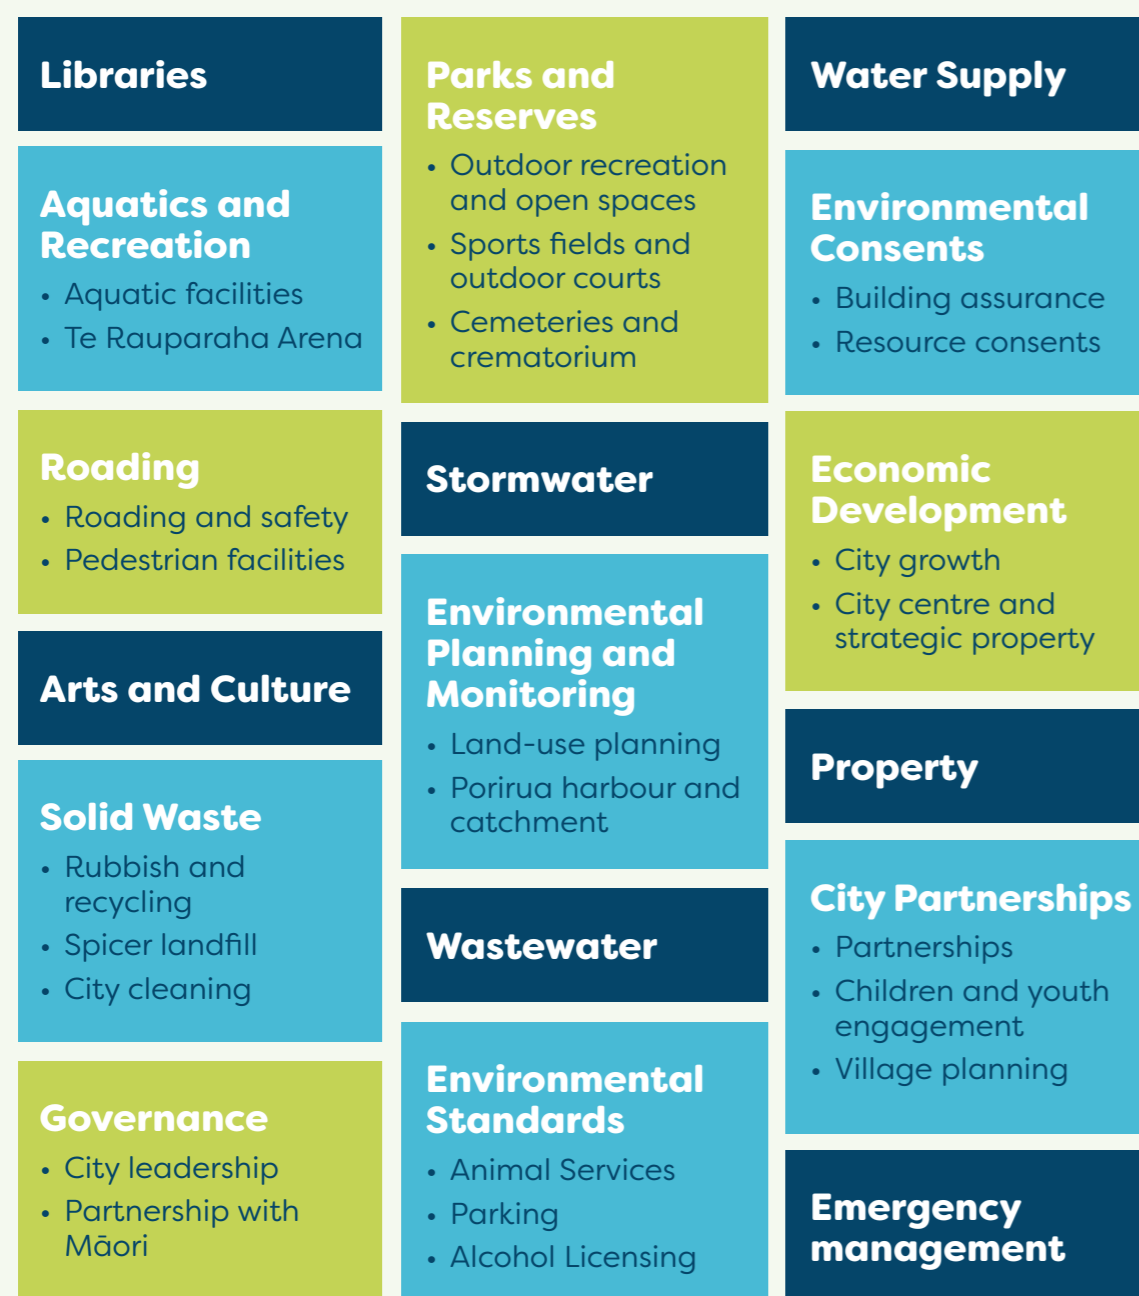 Libraries
Aquatics and
Recreation
• Aquatic facilities
• Te Rauparaha Arena
Roading
• Roading and safety
• Pedestrian facilities
Arts and Culture
Solid Waste
• Rubbish and
recycling
• Spicer landfill
• City cleaning
Governance
• City leadership
• Partnership with
Māori
Parks and
Reserves
• Outdoor recreation
and open spaces
• Sports fields and
outdoor courts
• Cemeteries and
crematorium
Stormwater
Environmental
Planning and
Monitoring
• Land-use planning
• Porirua harbour and
catchment
Wastewater
Environmental
Standards
• Animal Services
• Parking
• Alcohol Licensing
Water Supply
Environmental
Consents
• Building assurance
• Resource consents
Economic
Development
• City growth
• City centre and
strategic property
Property
City Partnerships
• Partnerships
• Children and youth
engagement
• Village planning
Emergency
management